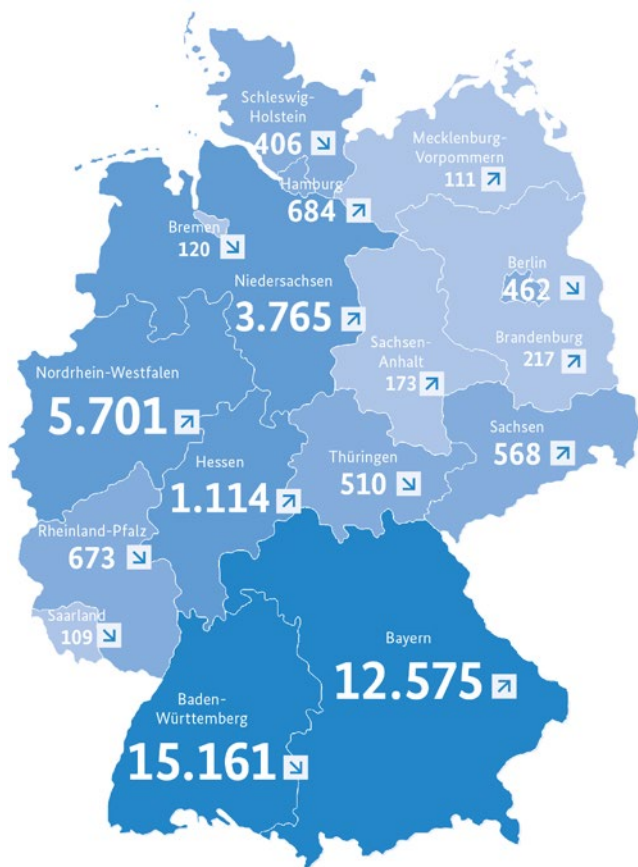 Schleswig-
Holstein
406
Mecklenburg-
Vorpommern
111
Hamburg
684
Bremen
120
Berlin
462
Niedersachsen
3.765
Brandenburg
217
Sachsen-
Anhalt
173
Nordrhein-Westfalen
5.701
Sachsen
568
Hessen
1.114
Thüringen
510
Rheinland-Pfalz
673
Saarland
109
Bayern
12.575
Baden-
Württemberg
15.161